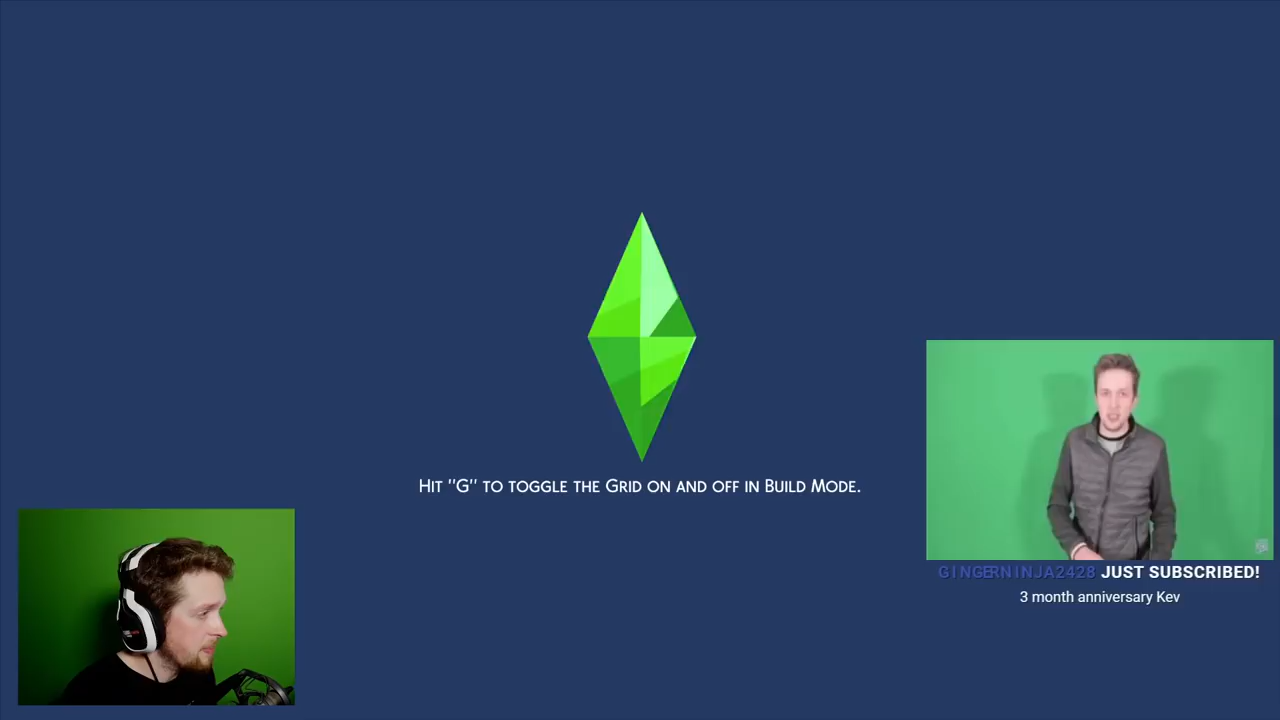 HIT "G" TO TOGGLE THE GRID ON AND OFF IN BUILD MODE.
GINGERNINJA2428 JUST SUBSCRIBED!
3 month anniversary Kev